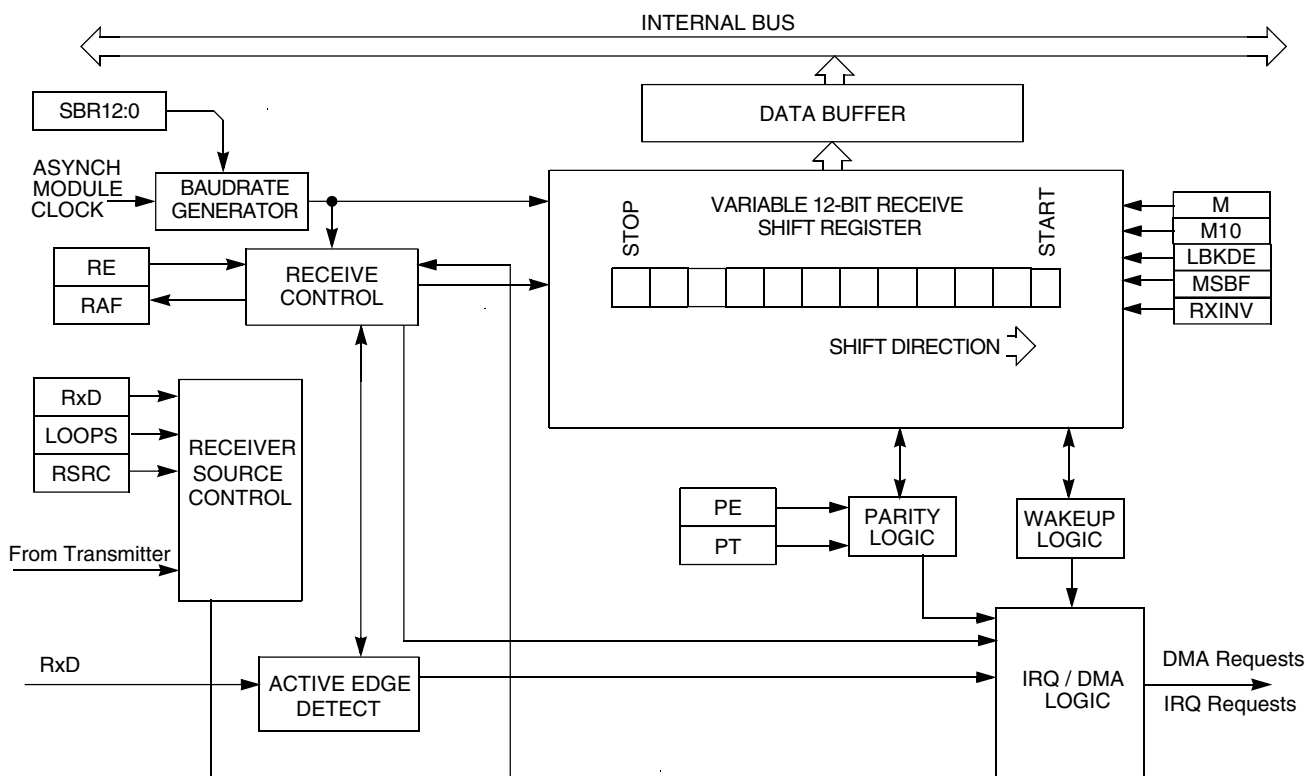 INTERNAL BUS
SBR12:0
DATA BUFFER
ASYNCH
MODULE
CLOCK
BAUDRATE
GENERATOR
STOP
VARIABLE 12-BIT RECEIVE
SHIFT REGISTER
START
M
M10
LBKDE
MSBF
RXINV
RE
RAF
RECEIVE
CONTROL
SHIFT DIRECTION
RxD
LOOPS
RSRC
RECEIVER
SOURCE
CONTROL
From Transmitter
PE
PT
PARITY
LOGIC
WAKEUP
LOGIC
RxD
ACTIVE EDGE
DETECT
IRQ / DMA
LOGIC
DMA Requests
IRQ Requests